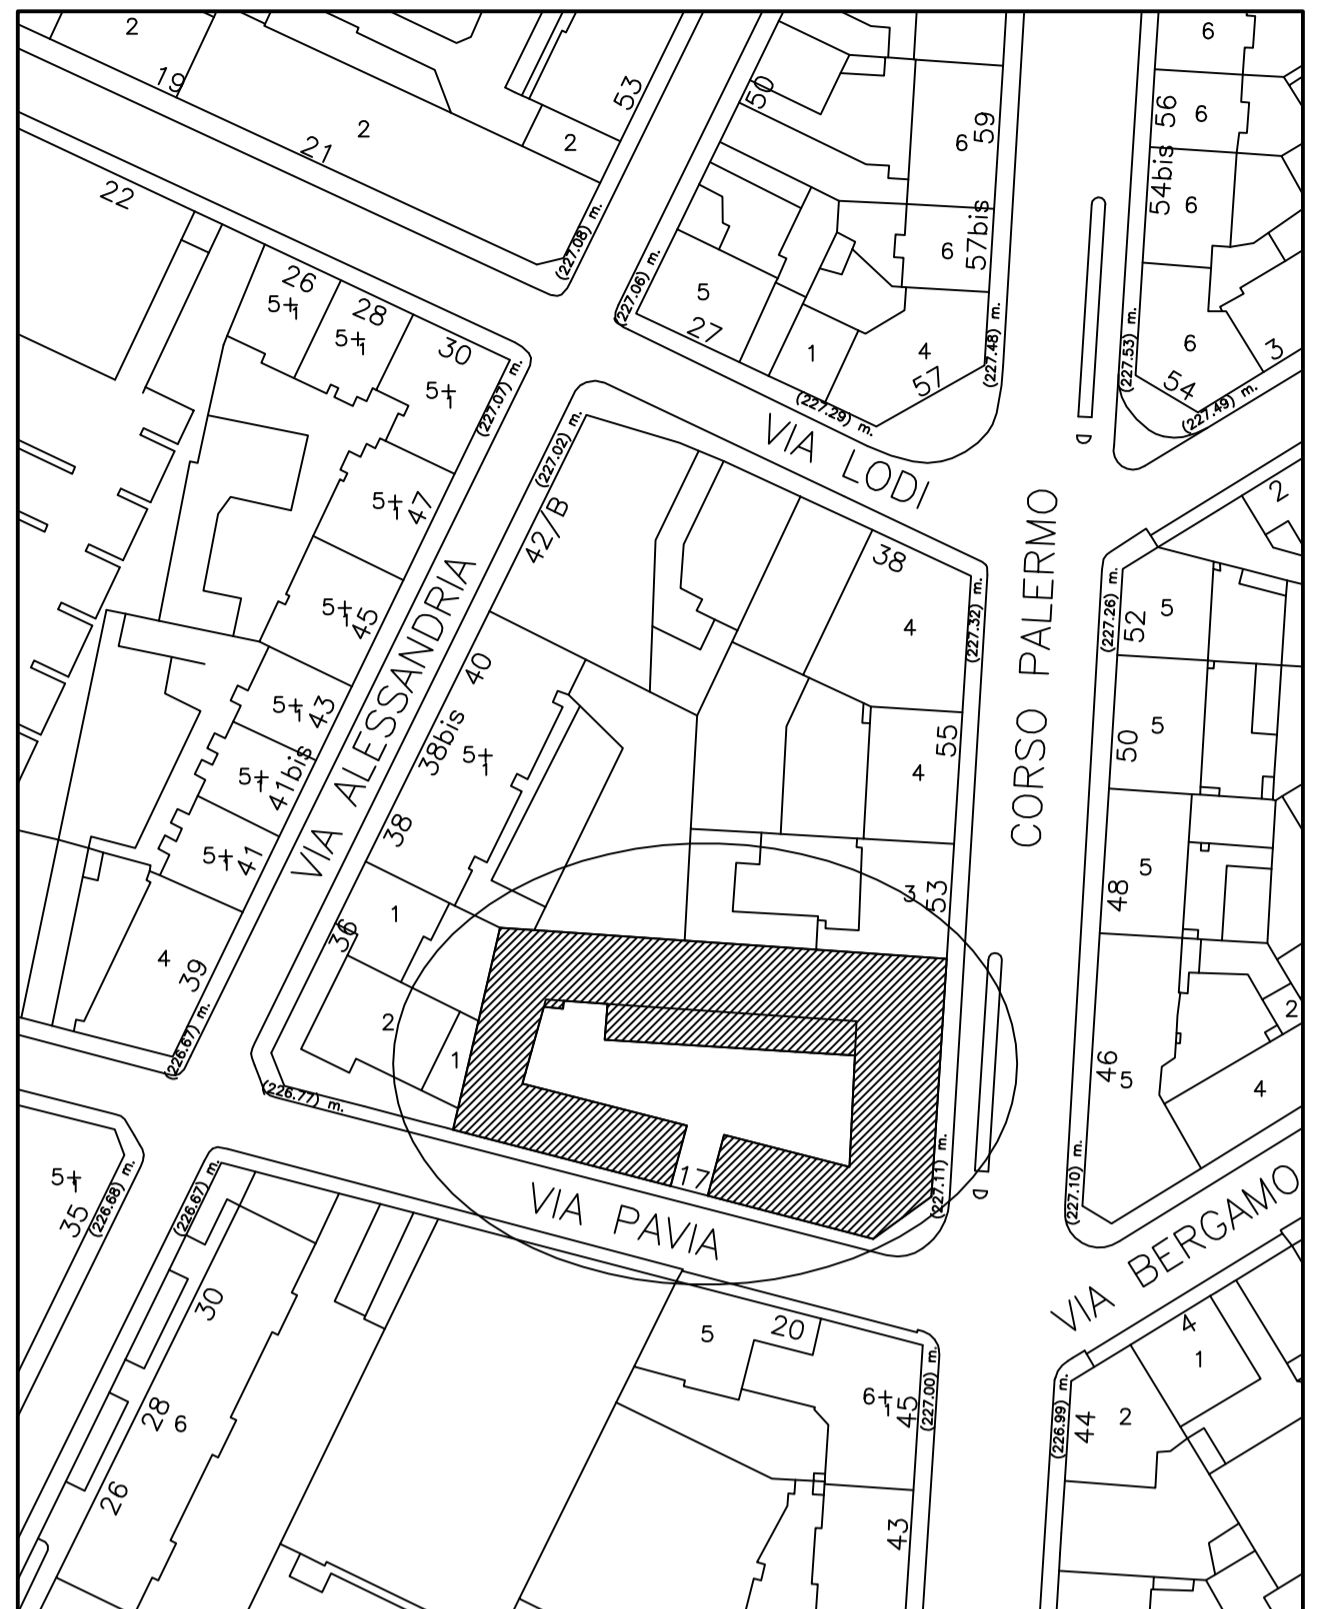 2
19
21
2
53
2
50
59
6
6
56
6
54bis
6
57bis
6
22
(227.08) m.
(227.06) m.
5
27
1
4
57
(227.48) m.
(227.53) m.
6
54
3
(227.49) m.
26
5+1
28
5+1
30
5+1
(227.07) m.
(227.29) m.
VIA LODI
D
(227.02) m.
42/B
5+1
47
38
4
(227.32) m.
CORSO PALERMO
2
5
52
(227.26) m.
5+1
45
VIA ALESSANDRIA
40
38bis
5+1
38
5+1
43
5+1
41bis
5+1
41
55
4
5
50
3
53
5
48
1
36
4
39
2
1
(226.67) m.
(226.77) m.
46
5
2
4
17
(227.11) m.
(227.10) m.
D
VIA PAVIA
VIA BERGAMO
5+1
35
(226.68) m.
(226.67) m.
30
28
6
26
5
20
6+1
45
(227.00) m.
43
(226.99) m.
44
2
4
1